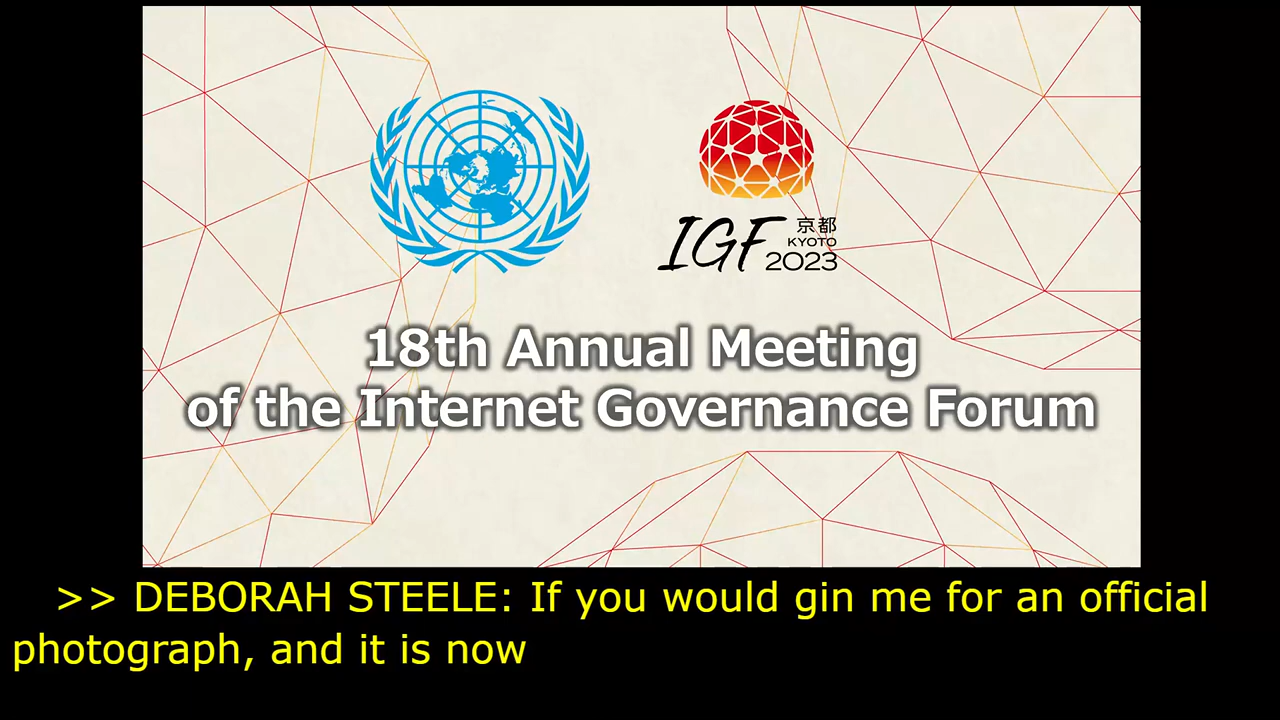 IGF 京都
KYOTO
2023
18th Annual Meeting
of the Internet Governance Forum
>> DEBORAH STEELE: If you would gin me for an official
photograph, and it is now